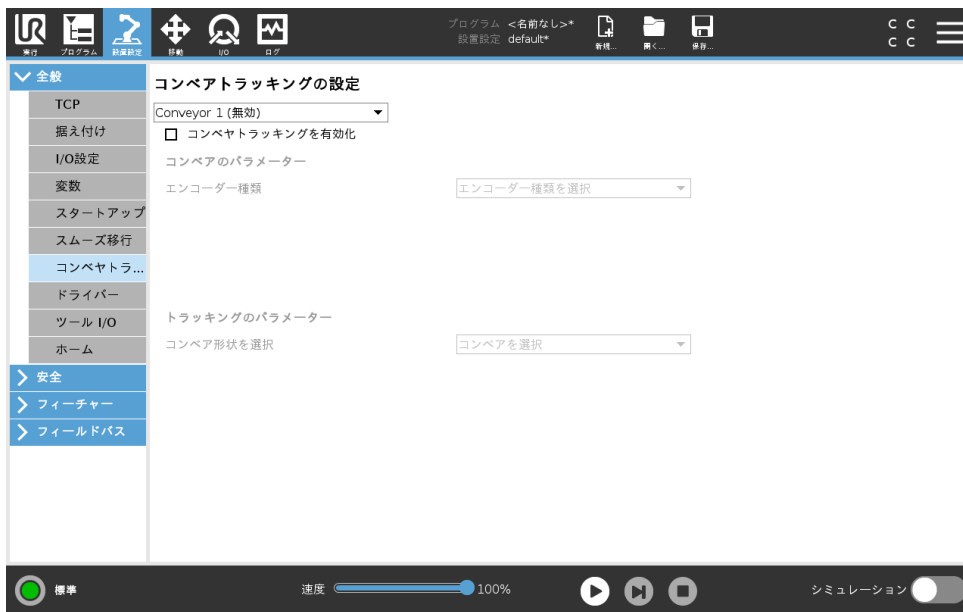 実行 プログラム 設置設定 移動 I/O ログ
プログラム <名前なし>*
設置設定 default*
新規... 開く... 保存...
C C
C C
全般
TCP
据え付け
I/O設定
変数
スタートアップ
スムーズ移行
コンベヤトラ...
ドライバー
ツール I/O
ホーム
安全
フィーチャー
フィールドバス
コンベアトラッキングの設定
Conveyor 1 (無効)
コンベヤトラッキングを有効化
コンベアのパラメーター
エンコーダー種類 エンコーダー種類を選択
トラッキングのパラメーター
コンベア形状を選択 コンベアを選択
標準
速度 100%
シミュレーション